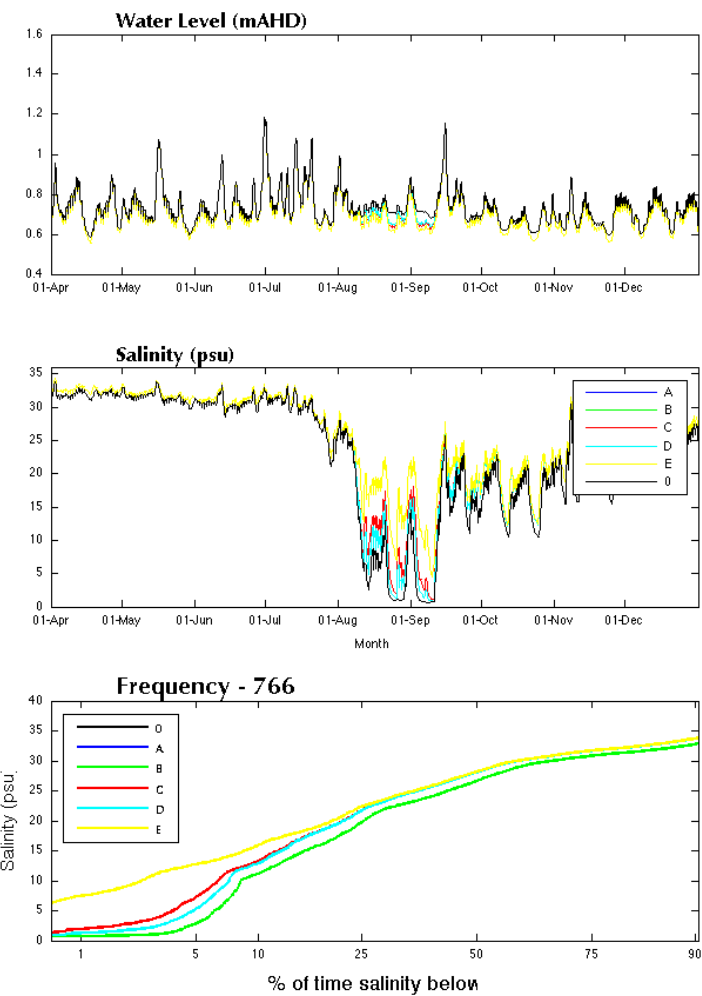 Water Level (mAHD)
1.6
1.4
1.2
1
0.8
0.6
0.4
01-Apr 01-May 01-Jun 01-Jul 01-Aug 01-Sep 01-Oct 01-Nov 01-Dec
Salinity (psu)
35
30
25
20
15
10
5
0
A
B
C
D
E
0
01-Apr 01-May 01-Jun 01-Jul 01-Aug 01-Sep 01-Oct 01-Nov 01-Dec
Month
Frequency - 766
Salinity (psu)
40
35
30
25
20
15
10
5
0
0
A
B
C
D
E
1 5 10 25 50 75 90
% of time salinity below